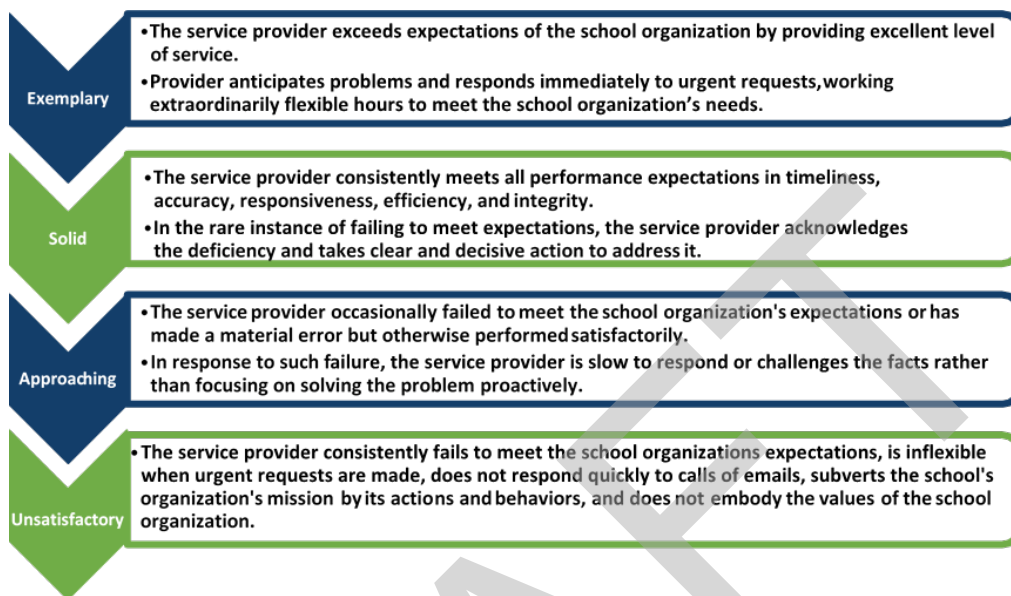 •The service provider exceeds expectations of the school organization by providing excellent level
of service.
•Provider anticipates problems and responds immediately to urgent requests,working
extraordinarily flexible hours to meet the school organization's needs.
Exemplary
•The service provider consistently meets all performance expectations in timeliness,
accuracy, responsiveness, efficiency, and integrity.
•In the rare instance of failing to meet expectations, the service provider acknowledges
the deficiency and takes clear and decisive action to address it.
Solid
•The service provider occasionally failed to meet the school organization's expectations or has
made a material error but otherwise performed satisfactorily.
•In response to such failure, the service provider is slow to respond or challenges the facts rather
than focusing on solving the problem proactively.
Approaching
•The service provider consistently fails to meet the school organizations expectations, is inflexible
when urgent requests are made, does not respond quickly to calls of emails, subverts the school's
organization's mission by its actions and behaviors, and does not embody the values of the school
organization.
Unsatisfactory